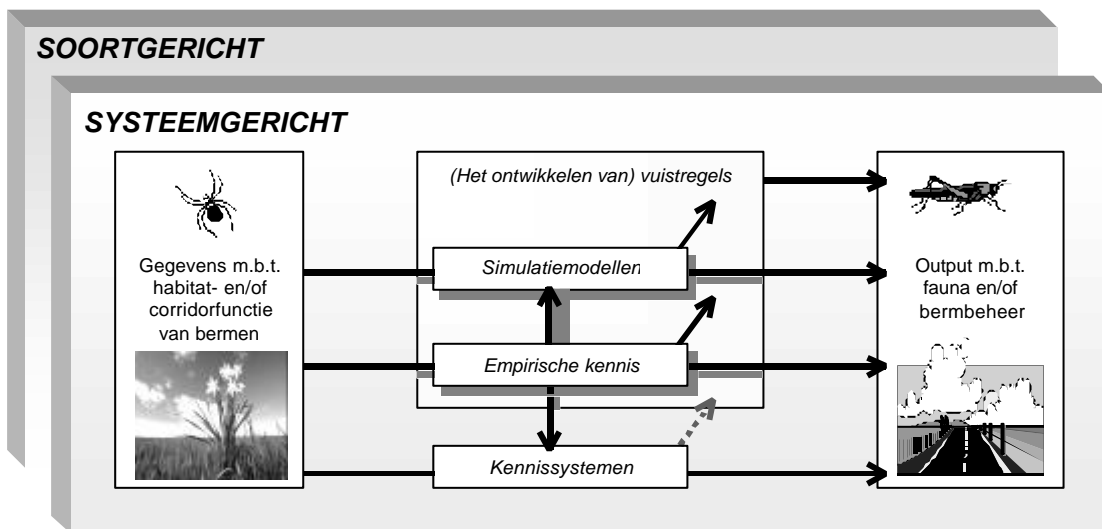 SOORTGERICHT
SYSTEEMGERICHT
Gegevens m.b.t.
habitat- en/of
corridorfunctie
van bermen
(Het ontwikkelen van) vuistregels
Simulatiemodellen
Empirische kennis
Kennissystemen
Output m.b.t.
fauna en/of
bermbeheer